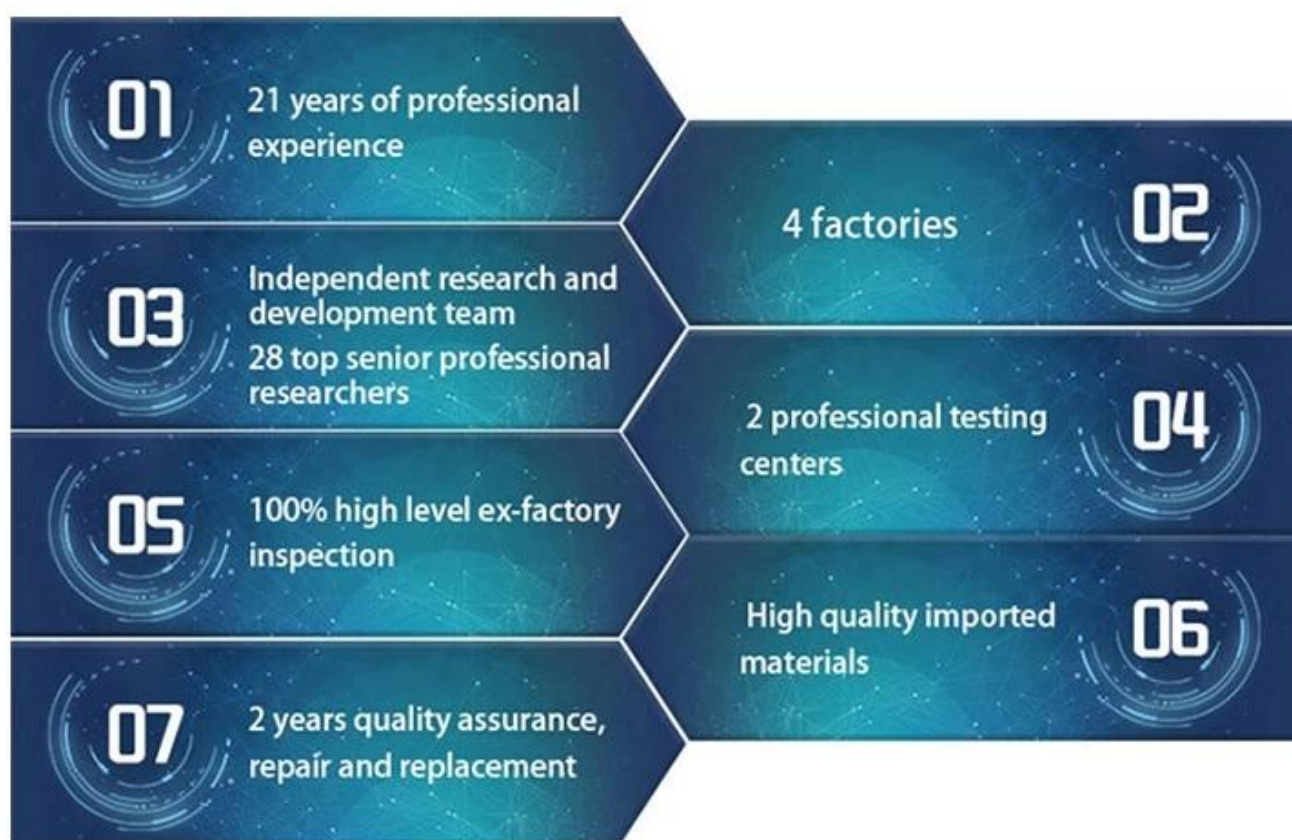 01
21 years of professional
experience
02
4 factories
03
Independent research and
development team
28 top senior professional
researchers
04
2 professional testing
centers
05
100% high level ex-factory
inspection
06
High quality imported
materials
07
2 years quality assurance,
repair and replacement